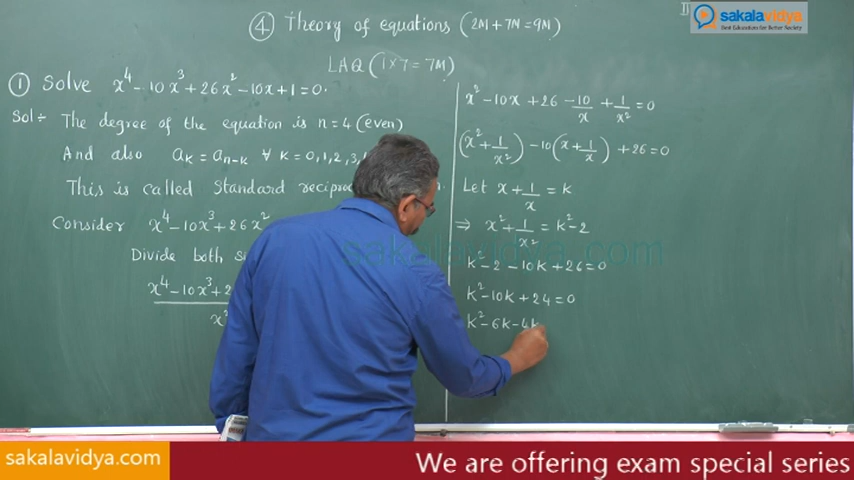 ④ Theory of equations (2M + 7M = 9M)
II
sakalavidya
Best Education for Better Society
LAQ (1×7 = 7M)
① Solve x⁴ - 10x³ + 26x² - 10x + 1 = 0.
Sol :- The degree of the equation is n = 4 (even)
And also aₖ = aₙ₋ₖ ∀ k = 0, 1, 2, 3,
This is called Standard
Consider x⁴ - 10x³ + 26x²
Divide both
x⁴ - 10x³ + 2
x² - 10x + 26 - 10/x + 1/x² = 0
(x² + 1/x²) - 10(x + 1/x) + 26 = 0
Let x + 1/x = k
⇒ x² + 1/x² = k² - 2
k² - 2 - 10k + 26 = 0
k² - 10k + 24 = 0
k² - 6k - 4k
sakalavidya.com
sakalavidya.com
We are offering exam special series